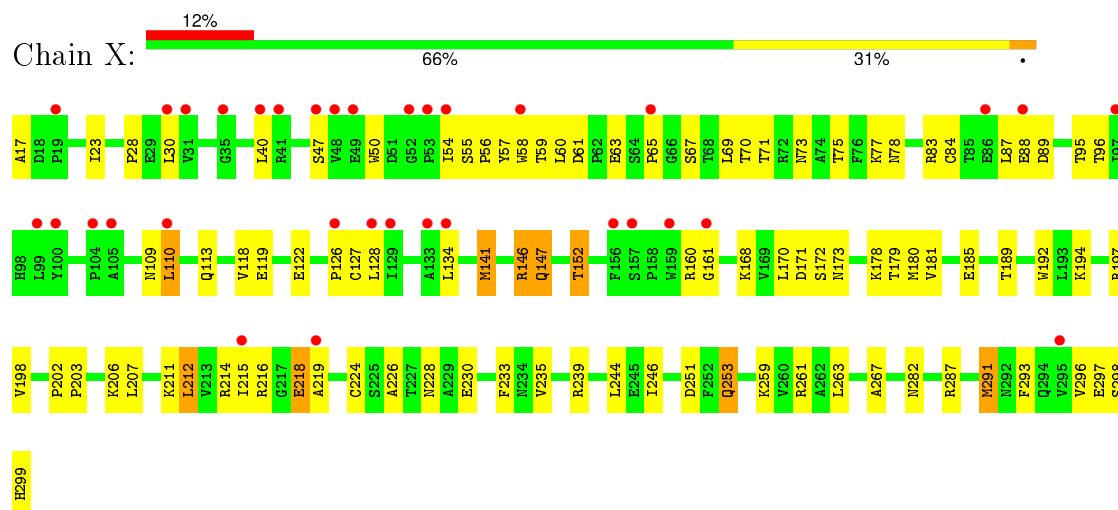 12%
Chain X:
66% 31% •
A17 D18 P19 I23 P28 E29 L30 V31 G35 L40 R41 S47 V48 E49 W50 D51 G52 P53 I54 S55 P56 Y57 W58 T59 L60 D61 P62 E63 S64 P65 G66 S67 T68 L69 T70 T71 R72 N73 A74 T75 F76 K77 N78 R83 C84 T85 E86 L87 E88 D89 T95 T96 I97
H98 L99 Y100 P104 A105 N109 L110 Q113 V118 E119 E122 P126 C127 L128 I129 A133 L134 M141 R146 Q147 T152 F156 S157 P158 W159 R160 G161 K168 V169 L170 D171 S172 N173 K178 T179 M180 V181 E185 T189 W192 L193 K194 R197
V198 P202 P203 K206 L207 K211 L212 V213 R214 I215 R216 G217 E218 A219 C224 S225 A226 T227 N228 A229 E230 F233 N234 V235 R239 L244 E245 I246 D251 F252 Q253 K259 V260 R261 A262 L263 A267 N282 R287 M291 N292 F293 Q294 V295 V296 E297 S298
H299